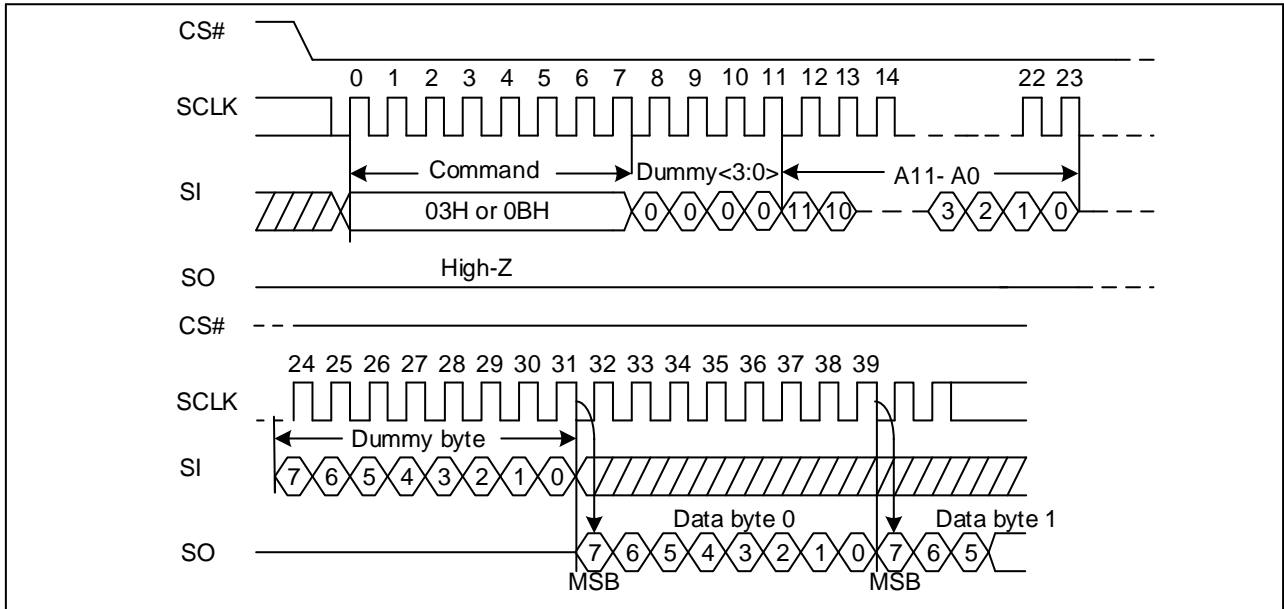 CS#
0 1 2 3 4 5 6 7 8 9 10 11 12 13 14 22 23
SCLK
Command Dummy<3:0> A11- A0
SI
03H or 0BH 0 0 0 0 11 10 3 2 1 0
High-Z
SO
CS#
24 25 26 27 28 29 30 31 32 33 34 35 36 37 38 39
SCLK
Dummy byte
SI
7 6 5 4 3 2 1 0
Data byte 0 Data byte 1
SO
7 6 5 4 3 2 1 0 7 6 5
MSB MSB